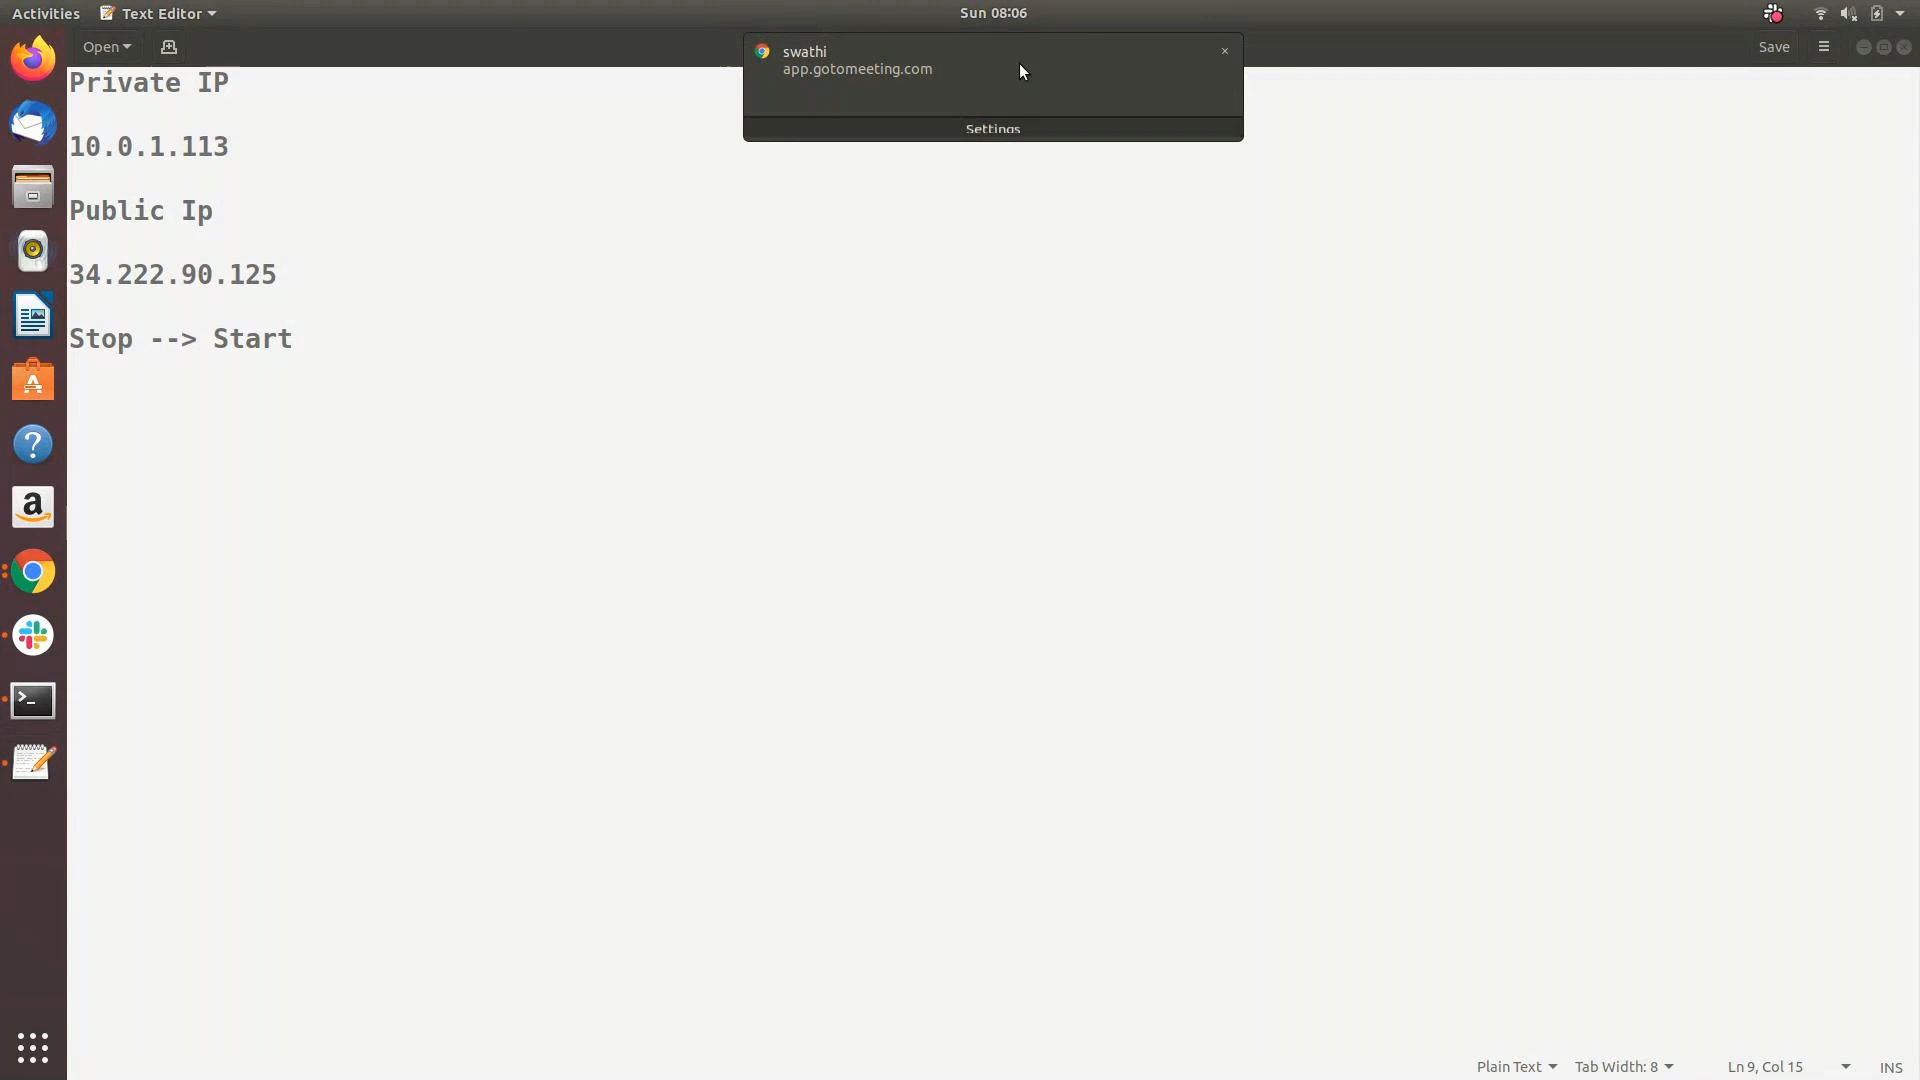 Activities Text Editor Sun 08:06
Open Save
swathi
app.gotomeeting.com
Settings
Private IP
10.0.1.113
Public Ip
34.222.90.125
Stop --> Start
Plain Text Tab Width: 8 Ln 9, Col 15 INS